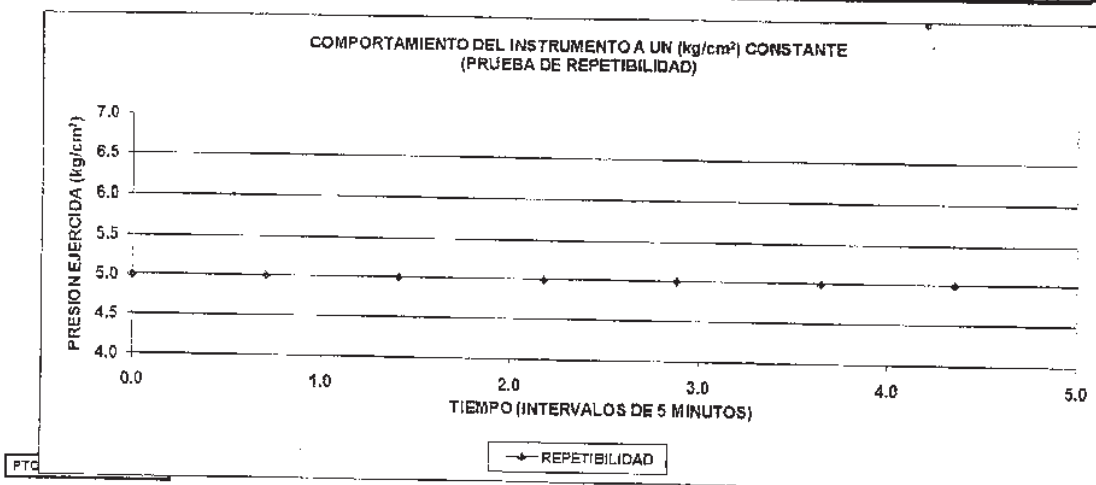 COMPORTAMIENTO DEL INSTRUMENTO A UN (kg/cm²) CONSTANTE
(PRUEBA DE REPETIBILIDAD)
PRESION EJERCIDA (kg/cm²)
7.0
6.5
6.0
5.5
5.0
4.5
4.0
0.0 1.0 2.0 3.0 4.0 5.0
TIEMPO (INTERVALOS DE 5 MINUTOS)
REPETIBILIDAD